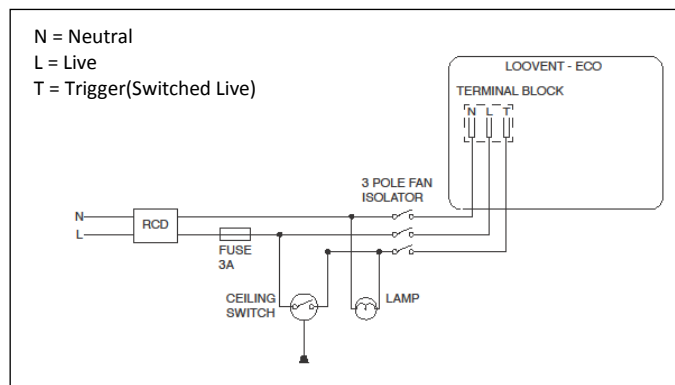 N = Neutral
L = Live
T = Trigger(Switched Live)
LOOVENT - ECO
TERMINAL BLOCK
N L T
3 POLE FAN
ISOLATOR
N
L
RCD
FUSE
3A
CEILING
SWITCH
LAMP